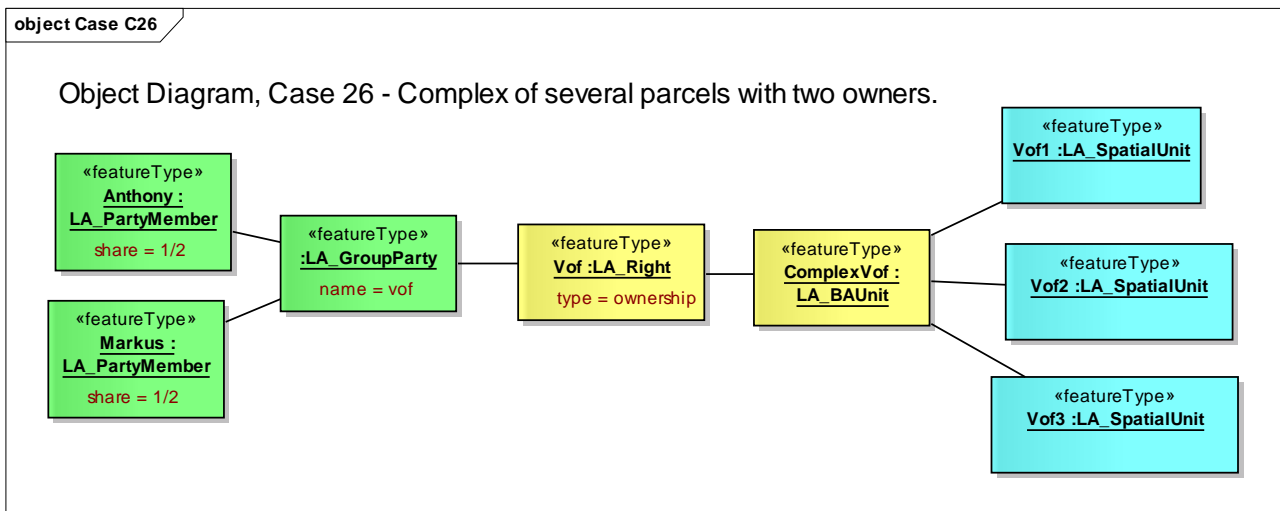 object Case C26
Object Diagram, Case 26 - Complex of several parcels with two owners.
«featureType»
Anthony :
LA_PartyMember
share = 1/2
«featureType»
Markus :
LA_PartyMember
share = 1/2
«featureType»
:LA_GroupParty
name = vof
«featureType»
Vof :LA_Right
type = ownership
«featureType»
ComplexVof :
LA_BAUnit
«featureType»
Vof1 :LA_SpatialUnit
«featureType»
Vof2 :LA_SpatialUnit
«featureType»
Vof3 :LA_SpatialUnit